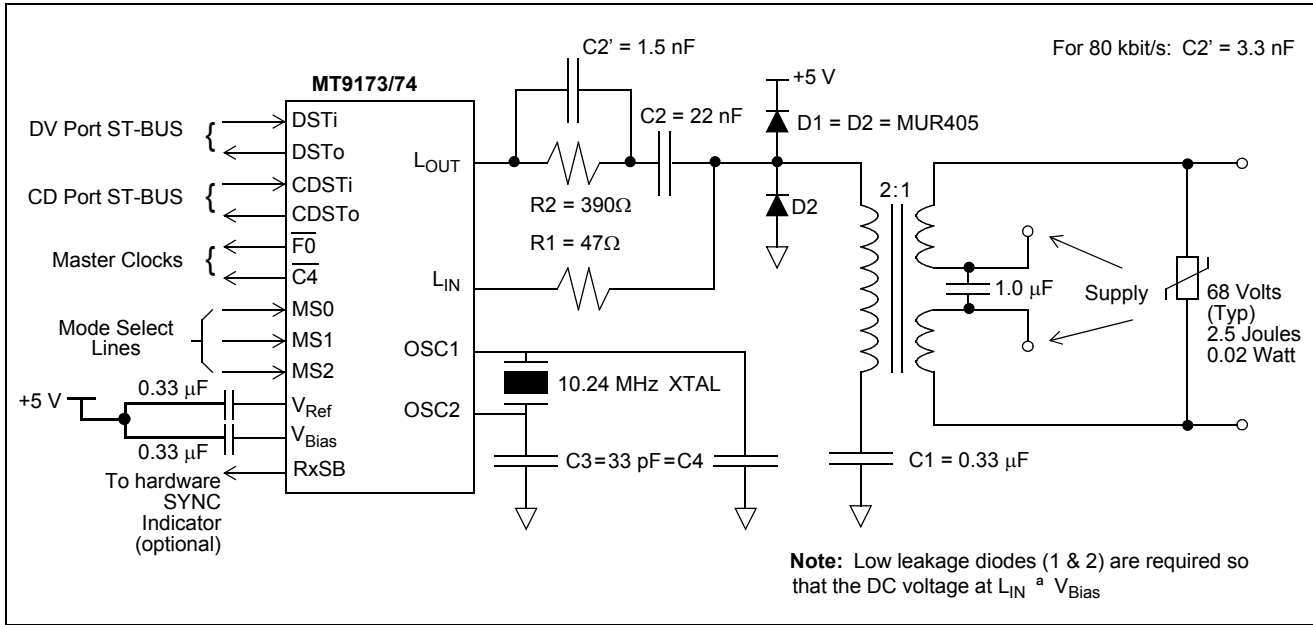 C2' = 1.5 nF
For 80 kbit/s: C2' = 3.3 nF
MT9173/74
+5 V
C2 = 22 nF
D1 = D2 = MUR405
DV Port ST-BUS {
DSTi
DSTo
LOUT
CD Port ST-BUS {
CDSTi
CDSTo
R2 = 390Ω
D2
2:1
Master Clocks {
F0
C4
R1 = 47Ω
LIN
1.0 μF
Supply
68 Volts
(Typ)
2.5 Joules
0.02 Watt
Mode Select
Lines
{
MS0
MS1
MS2
OSC1
10.24 MHz XTAL
OSC2
+5 V
0.33 μF
VRef
0.33 μF
VBias
RxSB
To hardware
SYNC
Indicator
(optional)
C3=33 pF=C4
C1 = 0.33 μF
Note: Low leakage diodes (1 & 2) are required so
that the DC voltage at LIN ª VBias